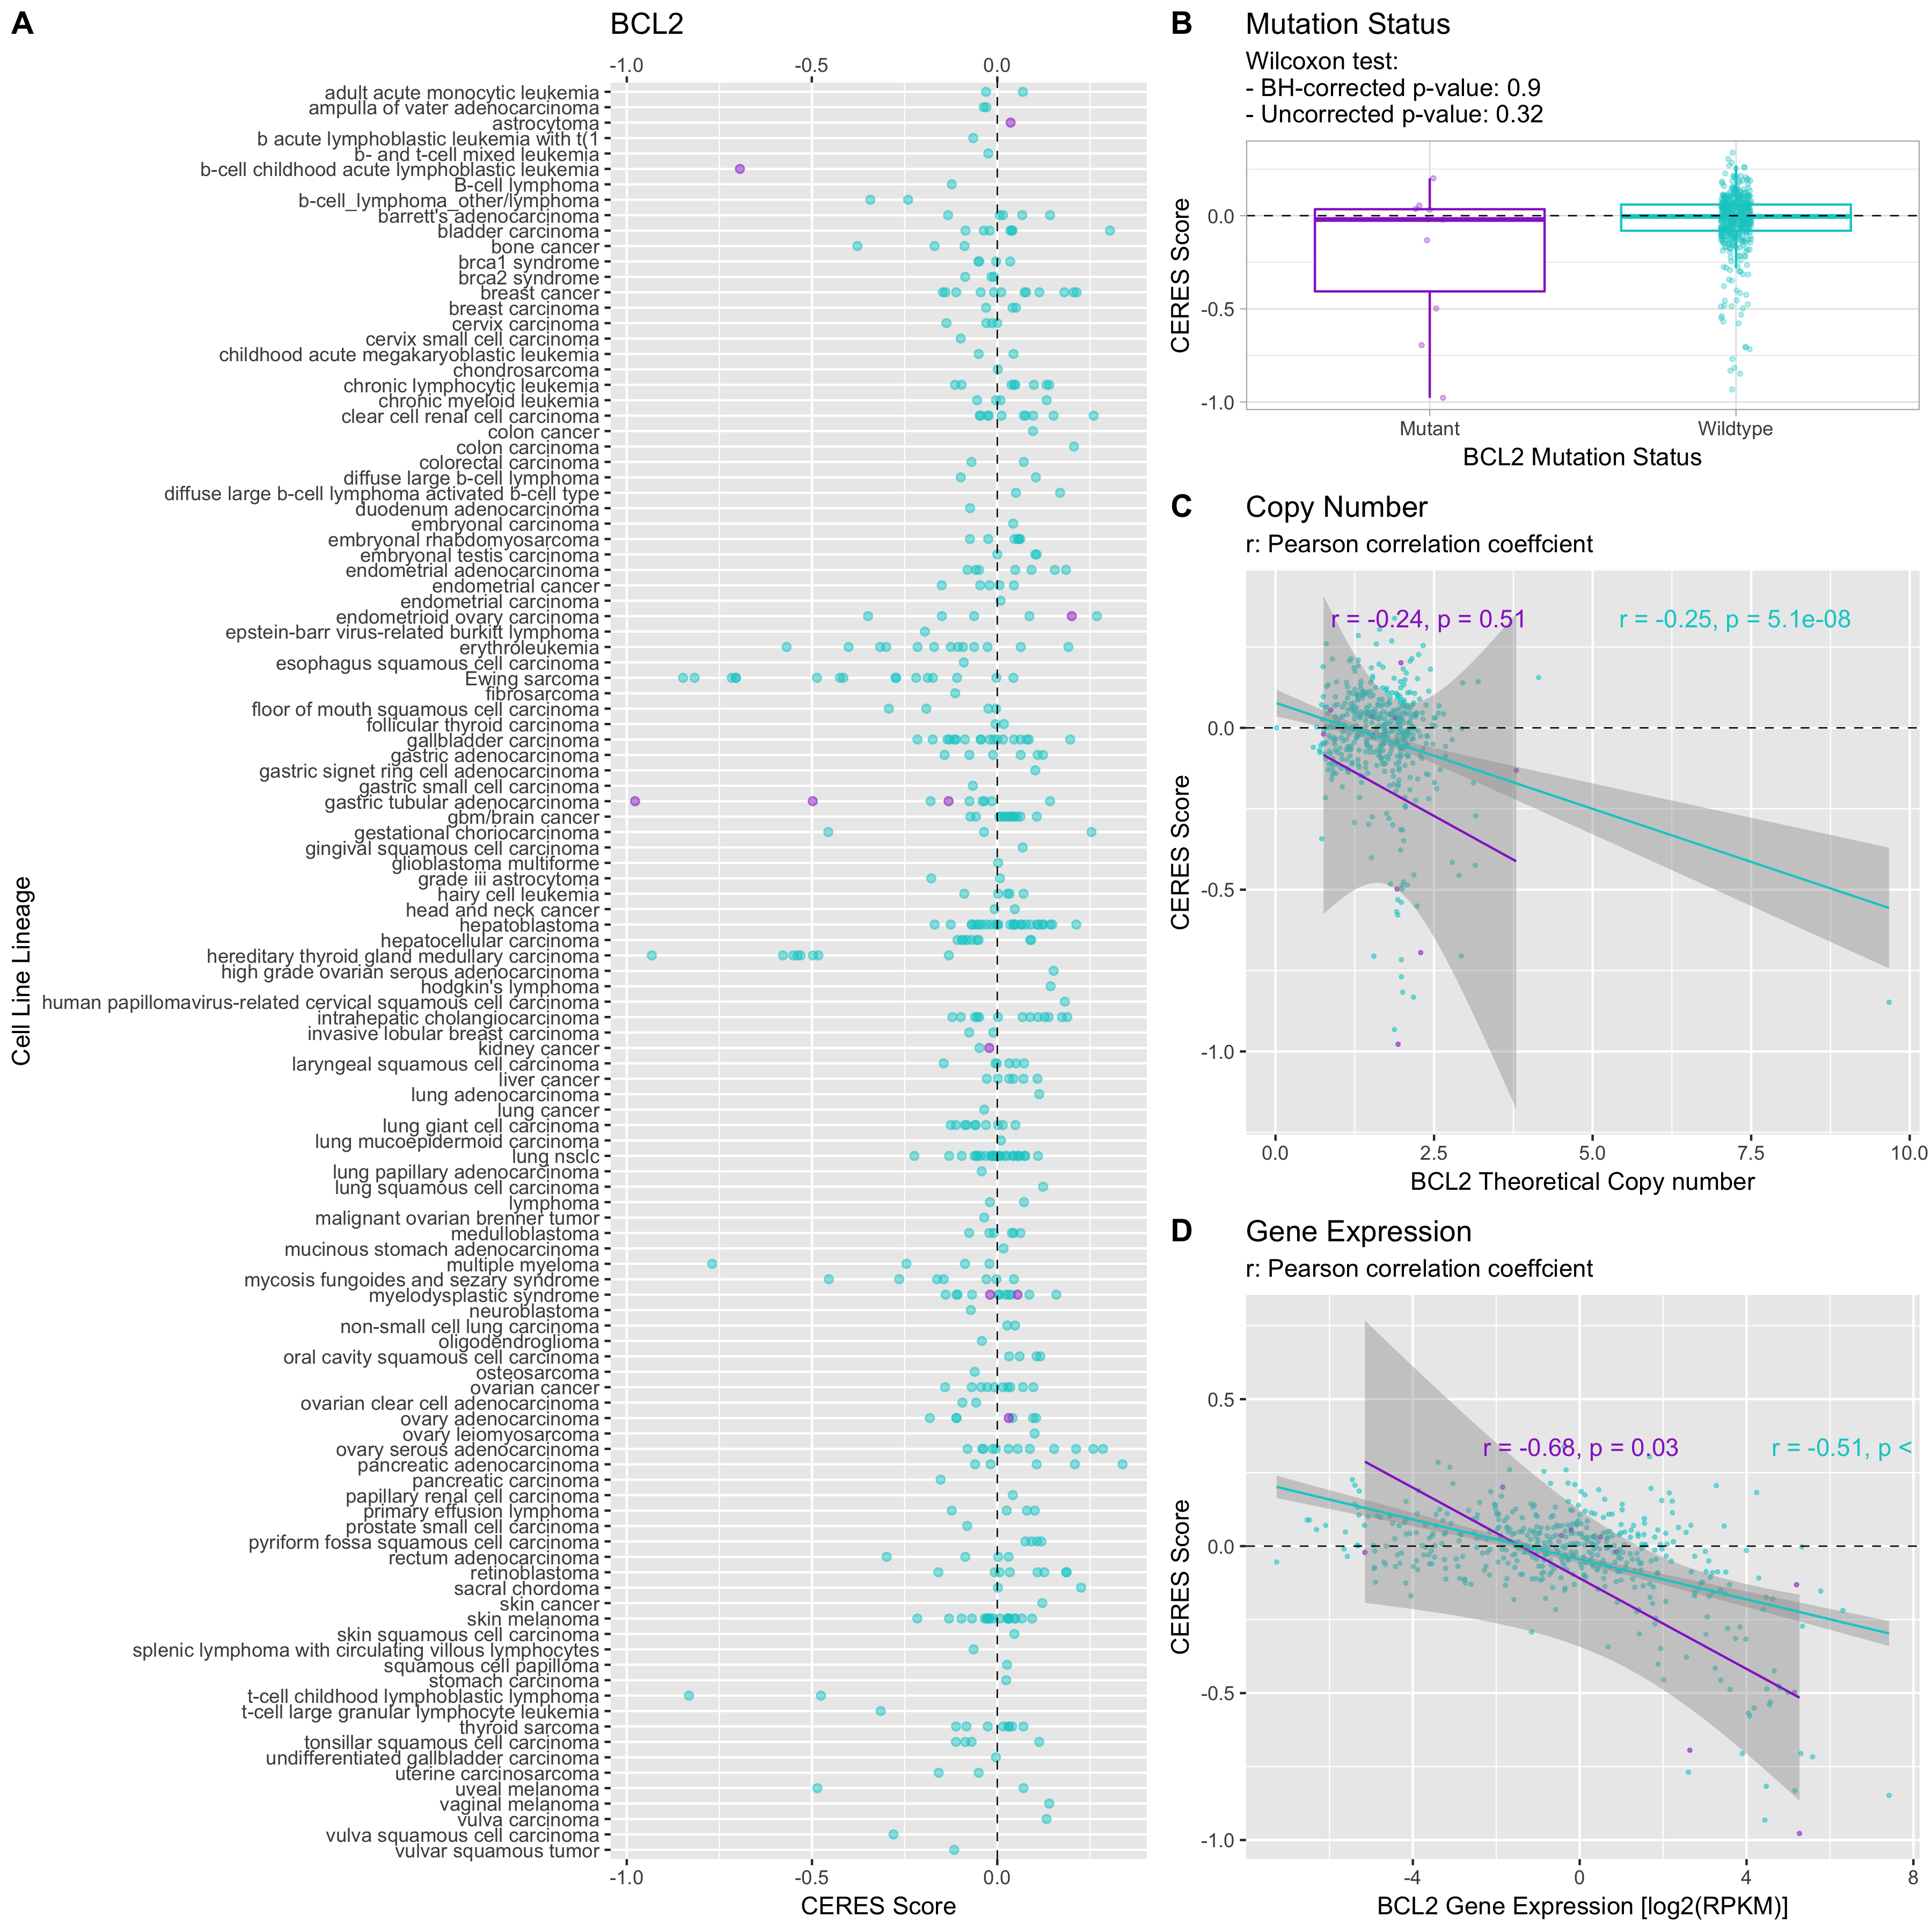 A
BCL2
-1.0 -0.5 0.0
adult acute monocytic leukemia
ampulla of vater adenocarcinoma
astrocytoma
b acute lymphoblastic leukemia with t(1
b- and t-cell mixed leukemia
b-cell childhood acute lymphoblastic leukemia
B-cell lymphoma
b-cell_lymphoma_other/lymphoma
barrett's adenocarcinoma
bladder carcinoma
bone cancer
brca1 syndrome
brca2 syndrome
breast cancer
breast carcinoma
cervix carcinoma
cervix small cell carcinoma
childhood acute megakaryoblastic leukemia
chondrosarcoma
chronic lymphocytic leukemia
chronic myeloid leukemia
clear cell renal cell carcinoma
colon cancer
colon carcinoma
colorectal carcinoma
diffuse large b-cell lymphoma
diffuse large b-cell lymphoma activated b-cell type
duodenum adenocarcinoma
embryonal carcinoma
embryonal rhabdomyosarcoma
embryonal testis carcinoma
endometrial adenocarcinoma
endometrial cancer
endometrial carcinoma
endometrioid ovary carcinoma
epstein-barr virus-related burkitt lymphoma
erythroleukemia
esophagus squamous cell carcinoma
Ewing sarcoma
fibrosarcoma
floor of mouth squamous cell carcinoma
follicular thyroid carcinoma
gallbladder carcinoma
gastric adenocarcinoma
gastric signet ring cell adenocarcinoma
gastric small cell carcinoma
gastric tubular adenocarcinoma
gbm/brain cancer
gestational choriocarcinoma
gingival squamous cell carcinoma
glioblastoma multiforme
grade iii astrocytoma
hairy cell leukemia
head and neck cancer
hepatoblastoma
hepatocellular carcinoma
hereditary thyroid gland medullary carcinoma
high grade ovarian serous adenocarcinoma
hodgkin's lymphoma
human papillomavirus-related cervical squamous cell carcinoma
intrahepatic cholangiocarcinoma
invasive lobular breast carcinoma
kidney cancer
laryngeal squamous cell carcinoma
liver cancer
lung adenocarcinoma
lung cancer
lung giant cell carcinoma
lung mucoepidermoid carcinoma
lung nsclc
lung papillary adenocarcinoma
lung squamous cell carcinoma
lymphoma
malignant ovarian brenner tumor
medulloblastoma
mucinous stomach adenocarcinoma
multiple myeloma
mycosis fungoides and sezary syndrome
myelodysplastic syndrome
neuroblastoma
non-small cell lung carcinoma
oligodendroglioma
oral cavity squamous cell carcinoma
osteosarcoma
ovarian cancer
ovarian clear cell adenocarcinoma
ovary adenocarcinoma
ovary leiomyosarcoma
ovary serous adenocarcinoma
pancreatic adenocarcinoma
pancreatic carcinoma
papillary renal cell carcinoma
primary effusion lymphoma
prostate small cell carcinoma
pyriform fossa squamous cell carcinoma
rectum adenocarcinoma
retinoblastoma
sacral chordoma
skin cancer
skin melanoma
skin squamous cell carcinoma
splenic lymphoma with circulating villous lymphocytes
squamous cell papilloma
stomach carcinoma
t-cell childhood lymphoblastic lymphoma
t-cell large granular lymphocyte leukemia
thyroid sarcoma
tonsillar squamous cell carcinoma
undifferentiated gallbladder carcinoma
uterine carcinosarcoma
uveal melanoma
vaginal melanoma
vulva carcinoma
vulva squamous cell carcinoma
vulvar squamous tumor
-1.0 -0.5 0.0
CERES Score
Cell Line Lineage
B
Mutation Status
Wilcoxon test:
- BH-corrected p-value: 0.9
- Uncorrected p-value: 0.32
0.0
-0.5
-1.0
CERES Score
Mutant Wildtype
BCL2 Mutation Status
C
Copy Number
r: Pearson correlation coeffcient
r = -0.24, p = 0.51
r = -0.25, p = 5.1e-08
0.0
-0.5
-1.0
CERES Score
0.0 2.5 5.0 7.5 10.0
BCL2 Theoretical Copy number
D
Gene Expression
r: Pearson correlation coeffcient
r = -0.68, p = 0.03
r = -0.51, p <
0.5
0.0
-0.5
-1.0
CERES Score
-4 0 4 8
BCL2 Gene Expression [log2(RPKM)]